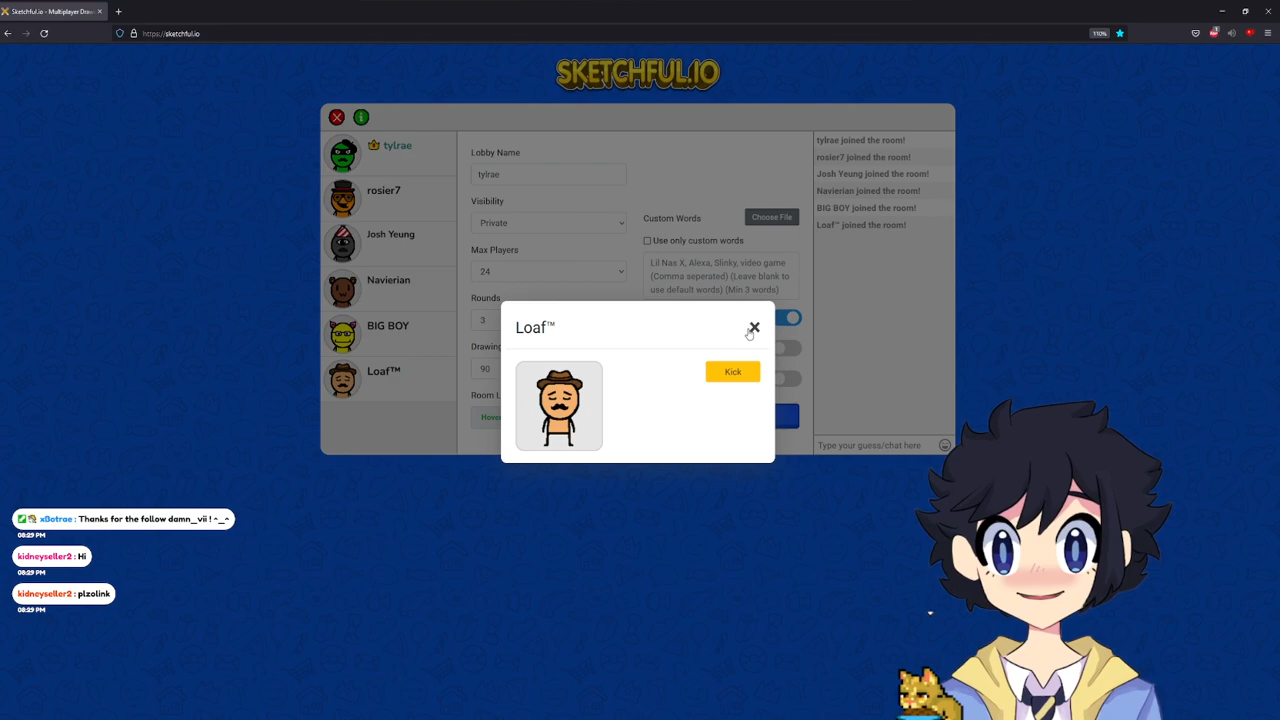 Sketchful.io - Multiplayer Draw
https://sketchful.io
110%
SKETCHFUL.IO
tylrae
rosier7
Josh Yeung
Navierian
BIG BOY
Loaf™
Lobby Name
tylrae
Visibility
Private
Max Players
24
Rounds
3
Drawing
90
Room L
Hover
Custom Words
Choose File
Use only custom words
Lil Nas X, Alexa, Slinky, video game
(Comma seperated) (Leave blank to
use default words) (Min 3 words)
Loaf™
Kick
tylrae joined the room!
rosier7 joined the room!
Josh Yeung joined the room!
Navierian joined the room!
BIG BOY joined the room!
Loaf™ joined the room!
Type your guess/chat here
xBotrae : Thanks for the follow damn__vii ! ^_^
08:29 PM
kidneyseller2 : Hi
08:29 PM
kidneyseller2 : plzolink
08:29 PM